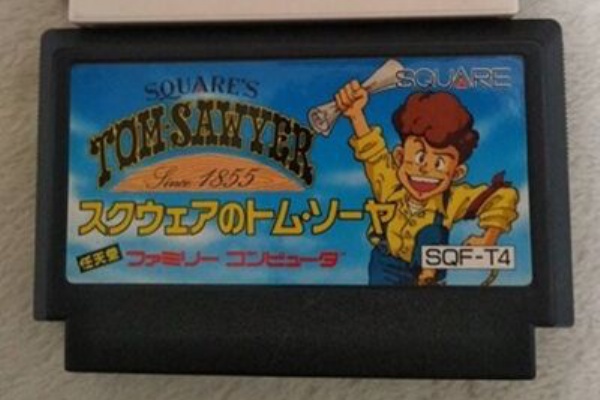 SQUARE'S
SQUARE
TOM·SAWYER
Since 1855
スクウェアのトム・ソーヤ
任天堂 ファミリー コンピュータ
SQF-T4